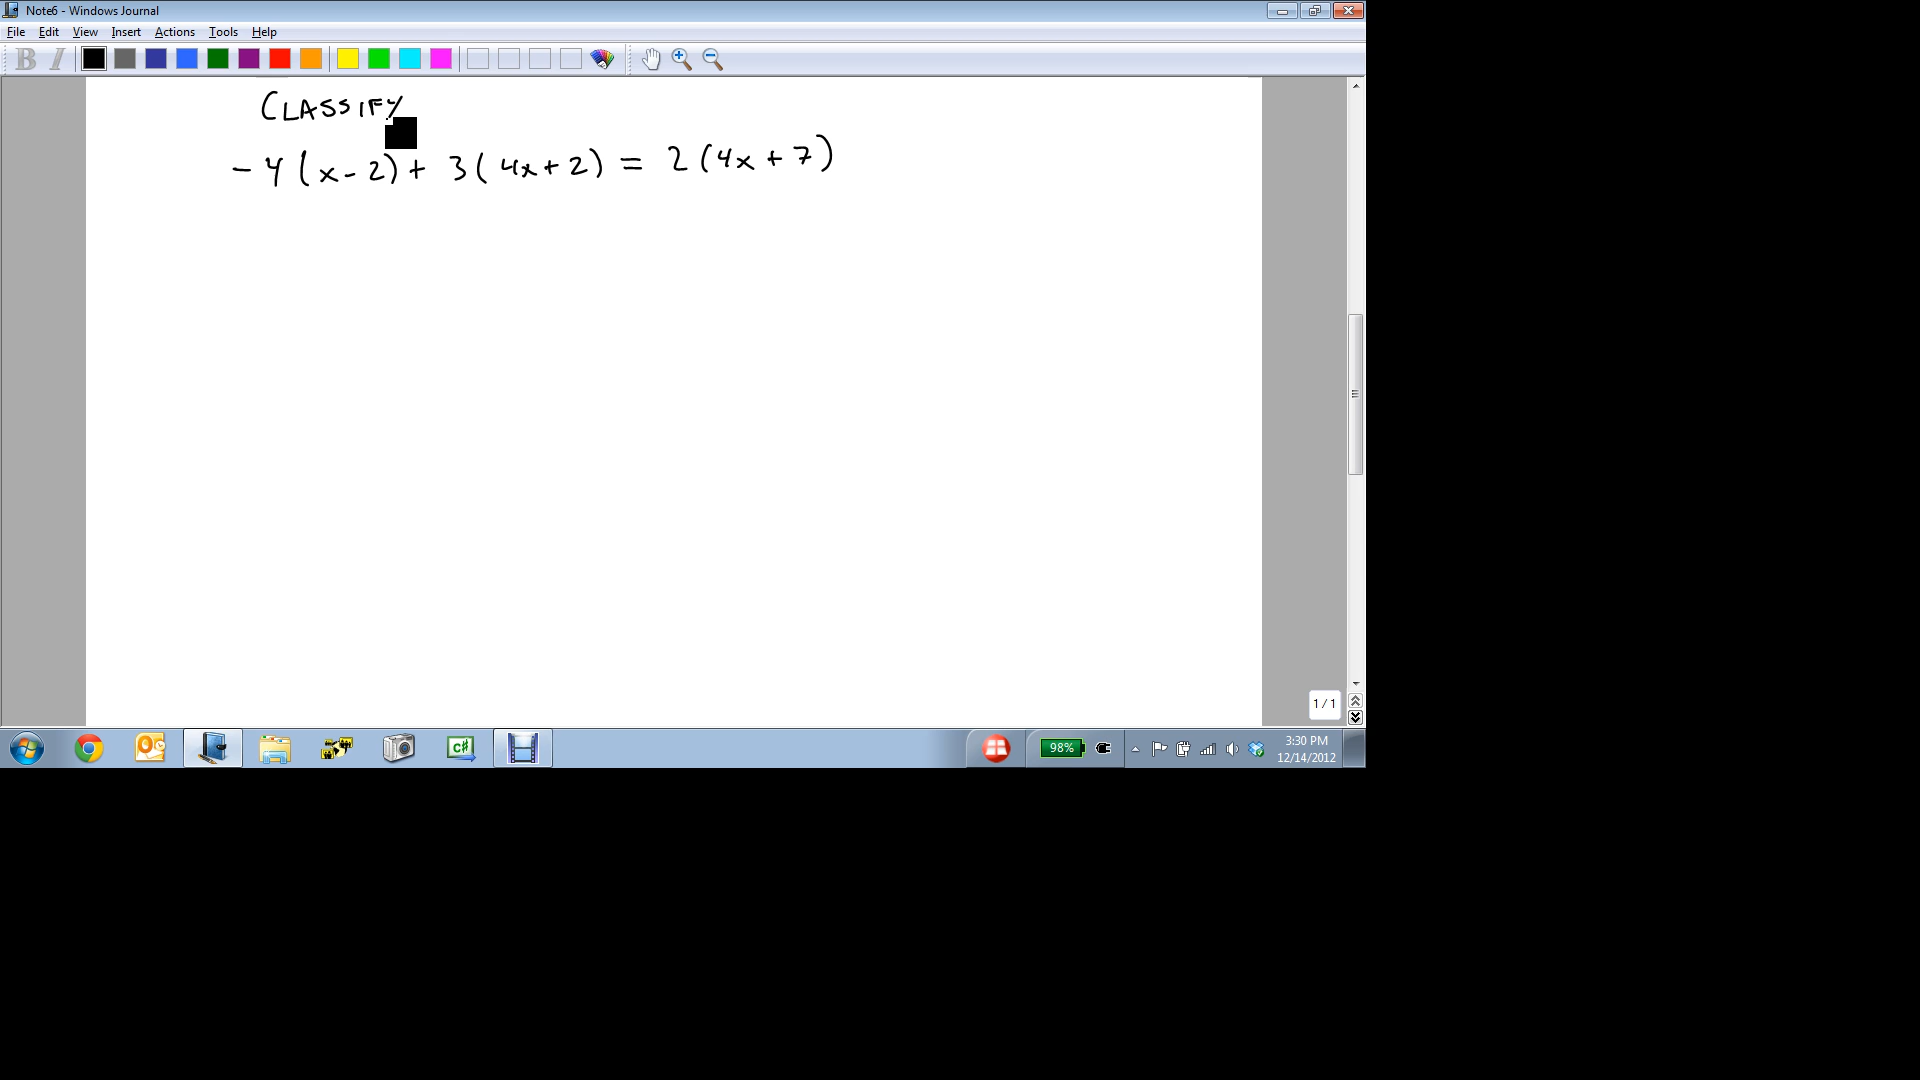 Note6 - Windows Journal
File Edit View Insert Actions Tools Help
B I
CLASSIFY
-4(x-2)+3(4x+2)=2(4x+7)
1/1
C#
98%
3:30 PM
12/14/2012